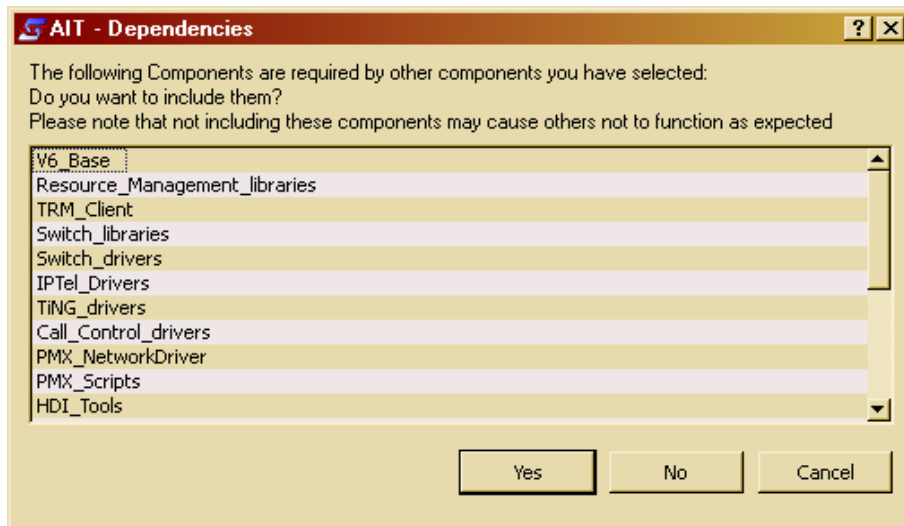 AIT - Dependencies
The following Components are required by other components you have selected:
Do you want to include them?
Please note that not including these components may cause others not to function as expected
V6_Base
Resource_Management_libraries
TRM_Client
Switch_libraries
Switch_drivers
IPTel_Drivers
TiNG_drivers
Call_Control_drivers
PMX_NetworkDriver
PMX_Scripts
HDI_Tools
Yes No Cancel